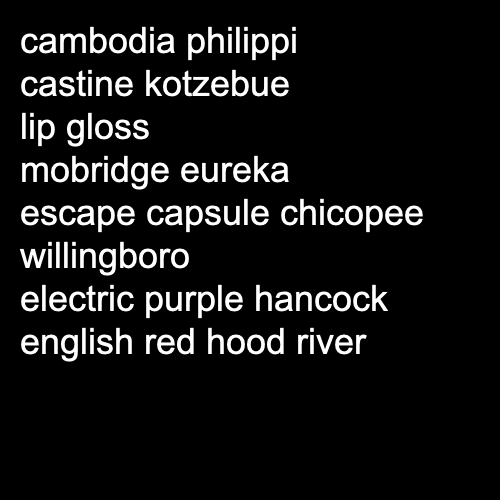 cambodia philippi
castine kotzebue
lip gloss
mobridge eureka
escape capsule chicopee
willingboro
electric purple hancock
english red hood river